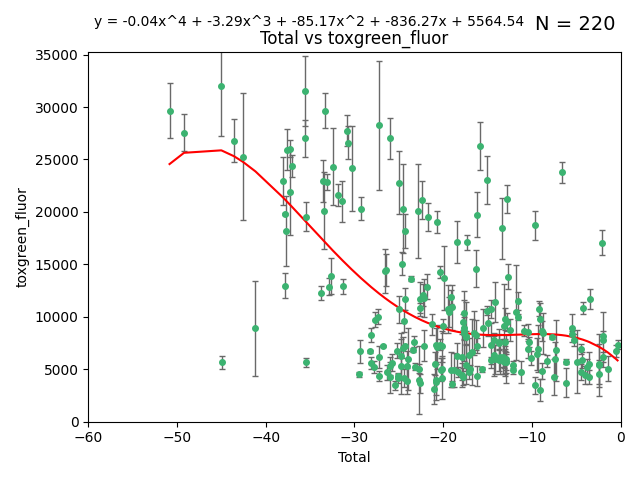 y = -0.04x^4 + -3.29x^3 + -85.17x^2 + -836.27x + 5564.54 N = 220
Total vs toxgreen_fluor
35000
30000
25000
20000
15000
10000
5000
0
toxgreen_fluor
−60 −50 −40 −30 −20 −10 0
Total